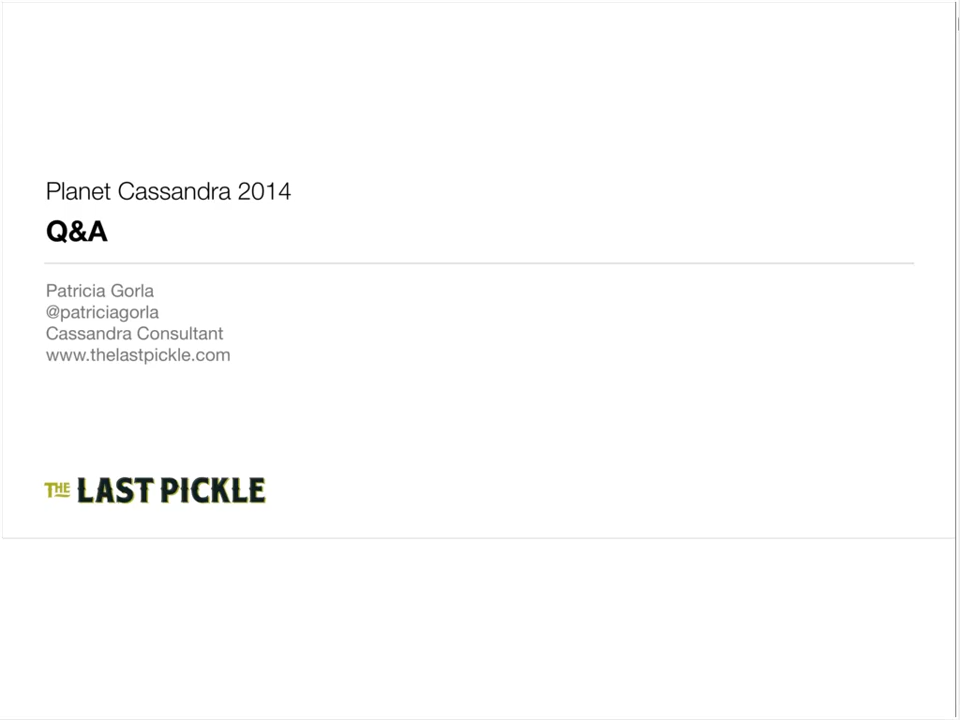 Planet Cassandra 2014
Q&A
Patricia Gorla
@patriciagorla
Cassandra Consultant
www.thelastpickle.com
THE LAST PICKLE